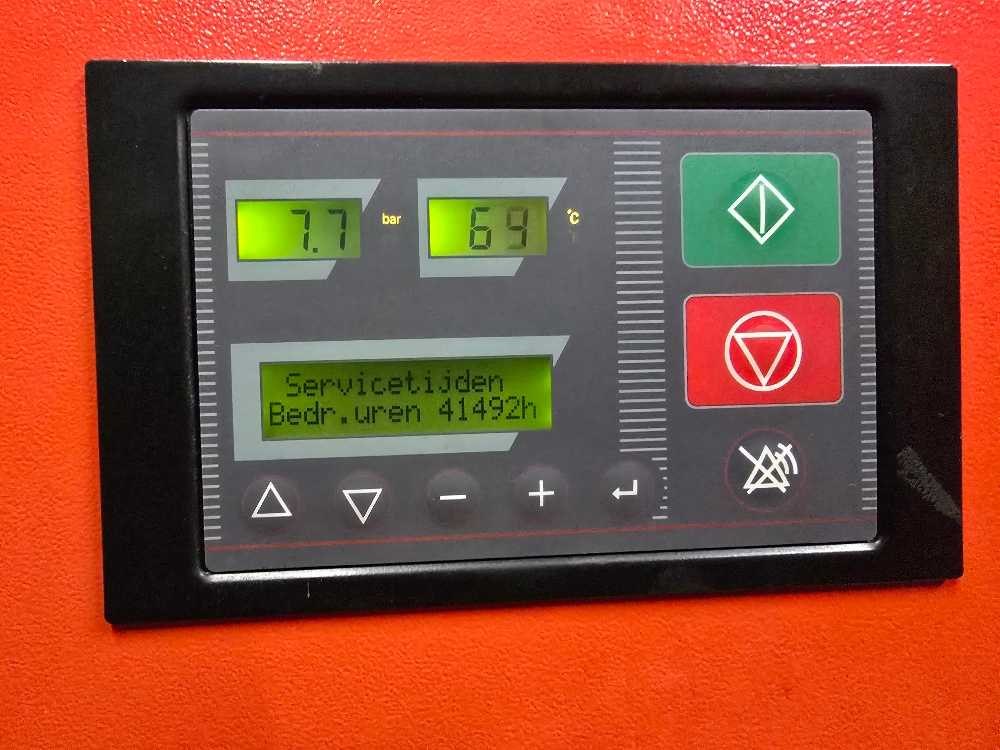 7.7 bar 69 °C
Servicetijden
Bedr.uren 41492h